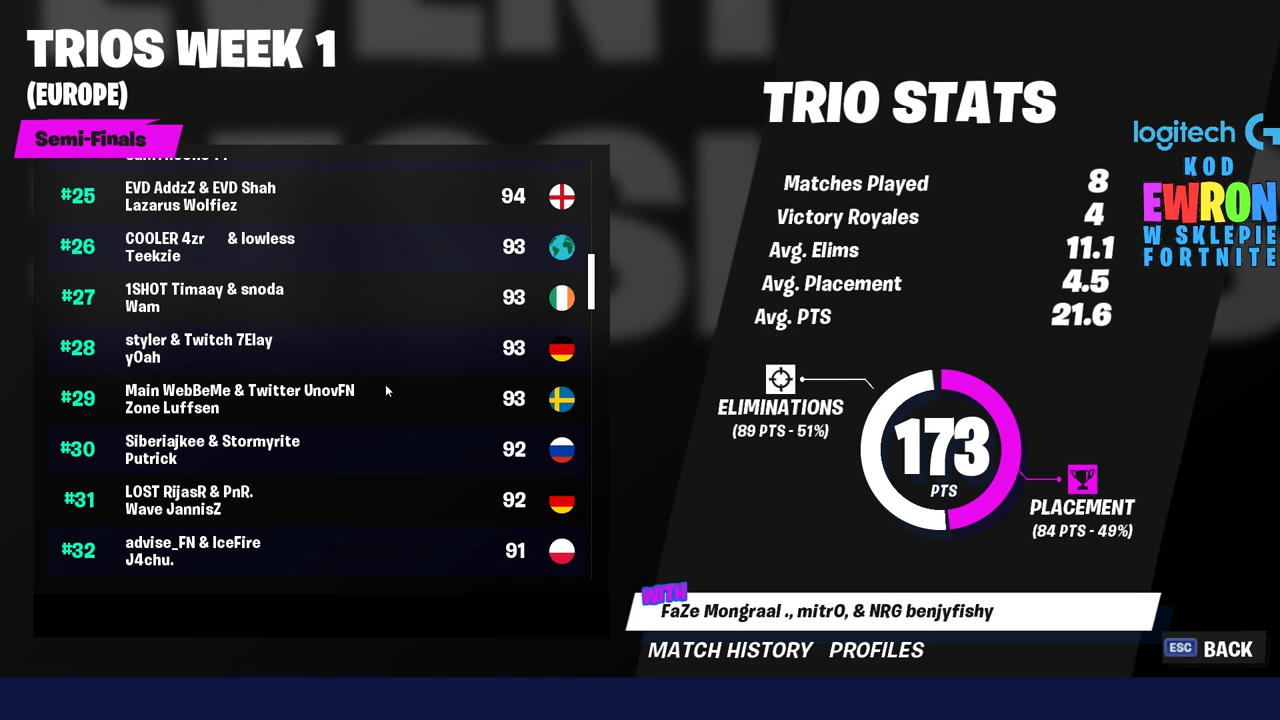 TRIOS WEEK 1
(EUROPE)
Semi-Finals
#25 EVD AddzZ & EVD Shah 94
Lazarus Wolfiez
#26 COOLER 4zr & lowless 93
Teekzie
#27 1SHOT Timaay & snoda 93
Wam
#28 styler & Twitch 7Elay 93
yOah
#29 Main WebBeMe & Twitter UnovFN 93
Zone Luffsen
#30 Siberiajkee & Stormyrite 92
Putrick
#31 LOST RijasR & PnR. 92
Wave JannisZ
#32 advise_FN & IceFire 91
J4chu.
TRIO STATS
Matches Played 8
Victory Royales 4
Avg. Elims 11.1
Avg. Placement 4.5
Avg. PTS 21.6
ELIMINATIONS
(89 PTS - 51%)
173
PTS
PLACEMENT
(84 PTS - 49%)
WITH
FaZe Mongraal ., mitrO, & NRG benjyfishy
MATCH HISTORY PROFILES
ESC BACK
logitech G
KOD
EWRON
W SKLEPIE
FORTNITE